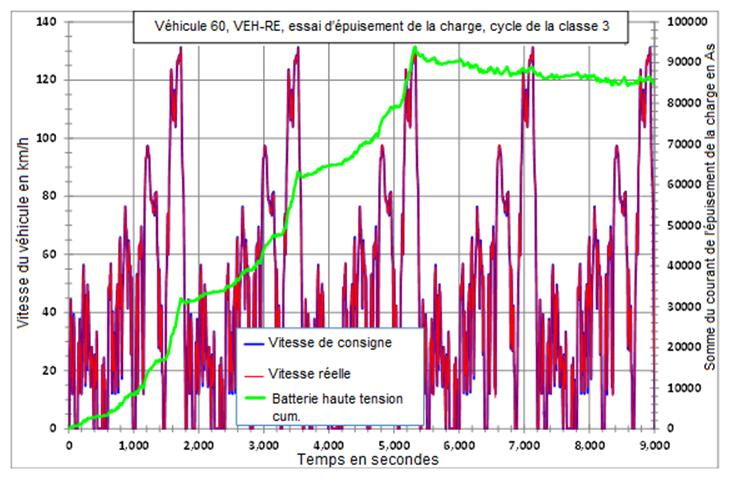 Véhicule 60, VEH-RE, essai d'épuisement de la charge, cycle de la classe 3
140
120
100
80
60
40
20
0
Vitesse du véhicule en km/h
100000
90000
80000
70000
60000
50000
40000
30000
20000
10000
0
Somme du courant de l'épuisement de la charge en As
Vitesse de consigne
Vitesse réelle
Batterie haute tension
cum.
0 1,000 2,000 3,000 4,000 5,000 6,000 7,000 8,000 9,000
Temps en secondes